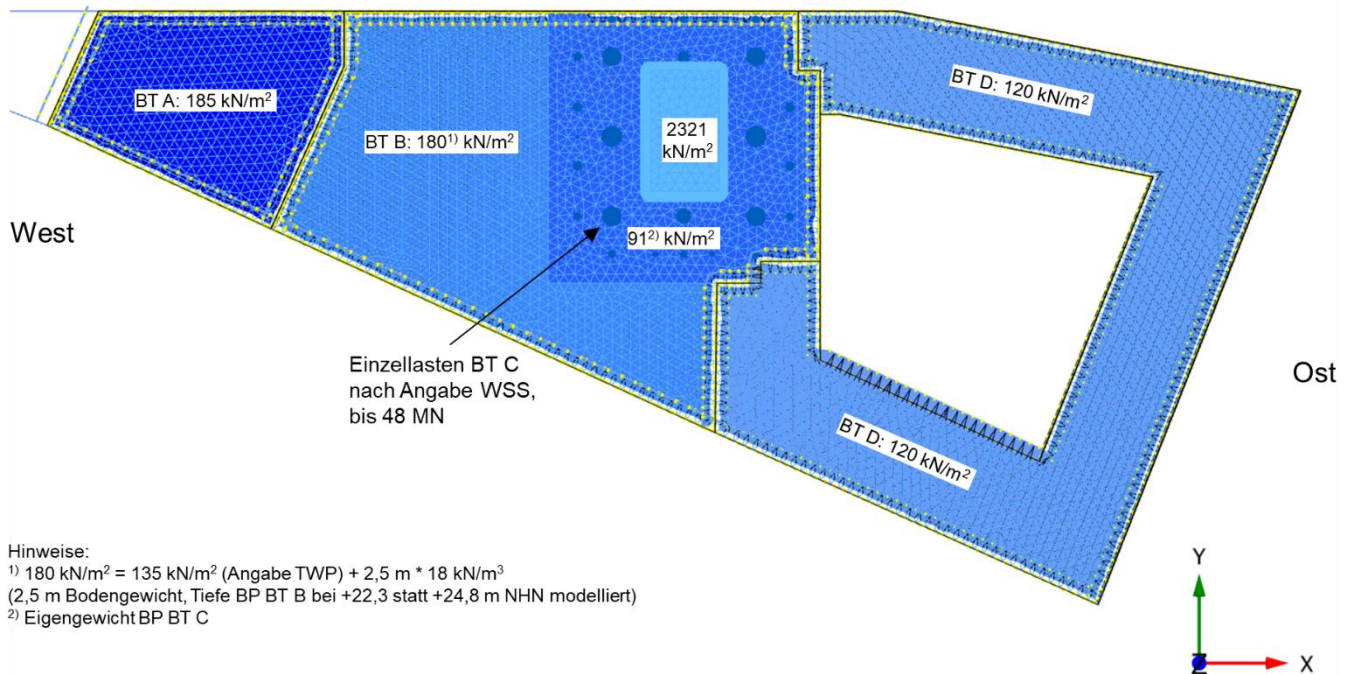 BT D: 120 kN/m²
BT A: 185 kN/m²
BT B: 180¹⁾ kN/m²
2321
kN/m²
91²⁾ kN/m²
West
Ost
Einzellasten BT C
nach Angabe WSS,
bis 48 MN
BT D: 120 kN/m²
Hinweise:
¹⁾ 180 kN/m² = 135 kN/m² (Angabe TWP) + 2,5 m * 18 kN/m³
(2,5 m Bodengewicht, Tiefe BP BT B bei +22,3 statt +24,8 m NHN modelliert)
²⁾ Eigengewicht BP BT C
Y
Z
X